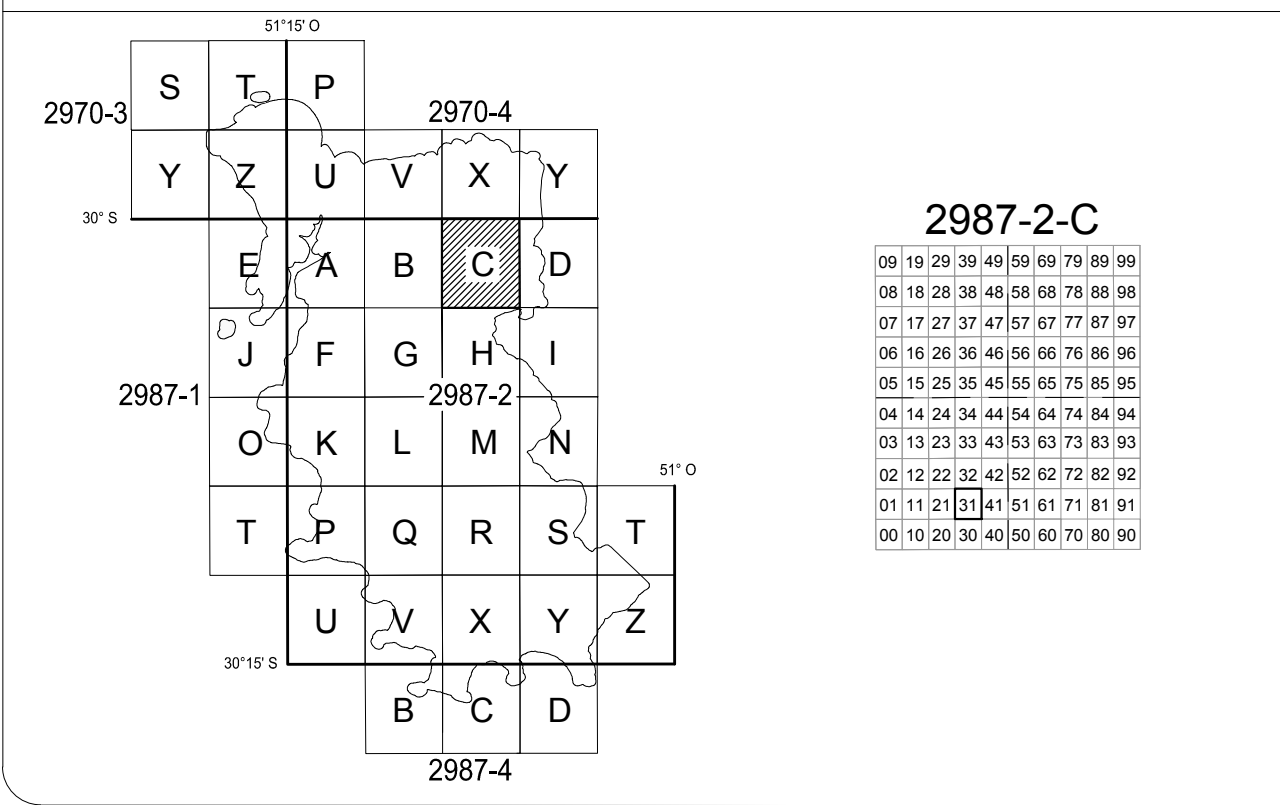 51°15' O
S T P
2970-3
2970-4
Y Z U V X Y
30° S
E A B C D
J F G H I
2987-1
2987-2
O K L M N
51° O
T P Q R S T
U V X Y Z
30°15' S
B C D
2987-4
2987-2-C
09 19 29 39 49 59 69 79 89 99
08 18 28 38 48 58 68 78 88 98
07 17 27 37 47 57 67 77 87 97
06 16 26 36 46 56 66 76 86 96
05 15 25 35 45 55 65 75 85 95
04 14 24 34 44 54 64 74 84 94
03 13 23 33 43 53 63 73 83 93
02 12 22 32 42 52 62 72 82 92
01 11 21 31 41 51 61 71 81 91
00 10 20 30 40 50 60 70 80 90